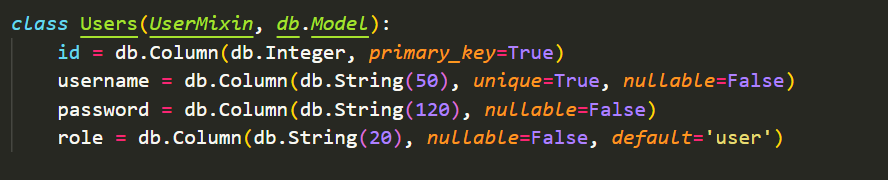 class Users(UserMixin, db.Model):
    id = db.Column(db.Integer, primary_key=True)
    username = db.Column(db.String(50), unique=True, nullable=False)
    password = db.Column(db.String(120), nullable=False)
    role = db.Column(db.String(20), nullable=False, default='user')